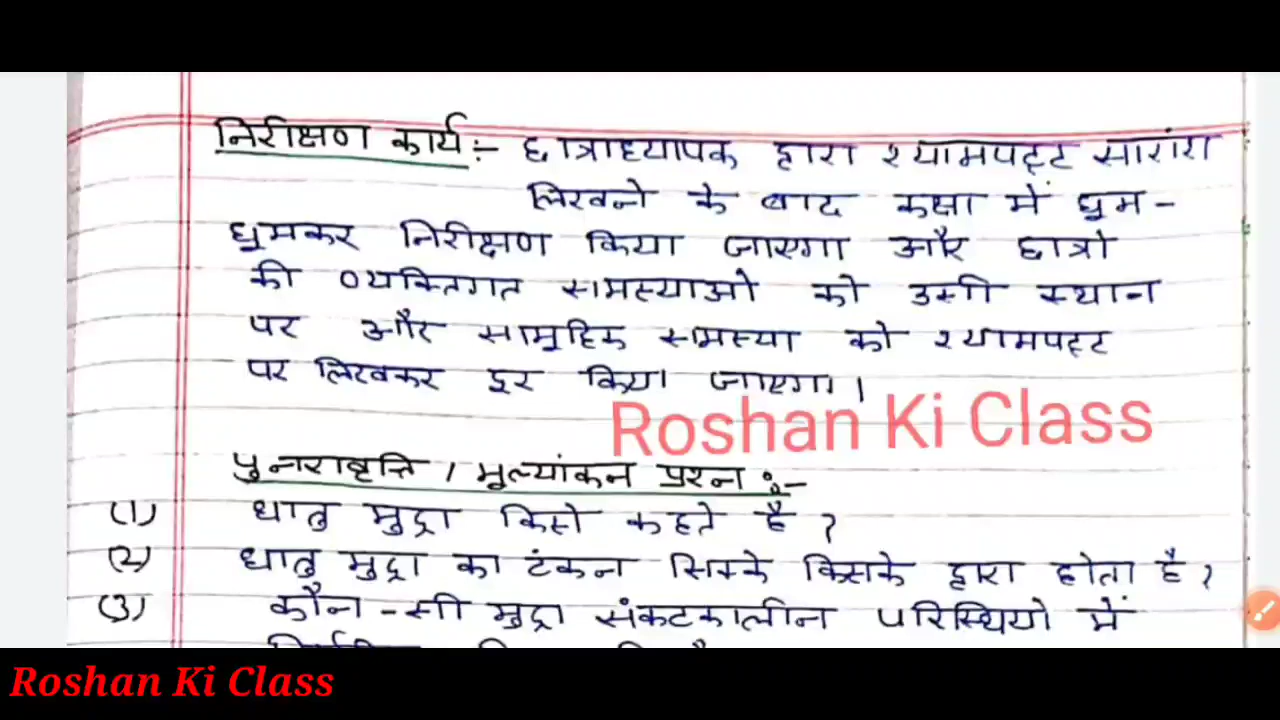 निरीक्षण कार्य :- छात्राध्यापक द्वारा श्यामपट्ट सारांश
लिखने के बाद कक्षा में घुम-
घुमकर निरीक्षण किया जाएगा और छात्रो
की व्यक्तिगत समस्याओ को उसी स्थान
पर और सामुहिक समस्या को श्यामपट्ट
पर लिखकर दुर किया जाएगा।
Roshan Ki Class
पुनरावृत्ति / मुल्यांकन प्रश्न :-
(1) धातु मुद्रा किसे कहते है ?
(2) धातु मुद्रा का टंकन सिक्के किसके द्वारा होता है ?
(3) कौन-सी मुद्रा संकटकालीन परिस्थियो में
Roshan Ki Class